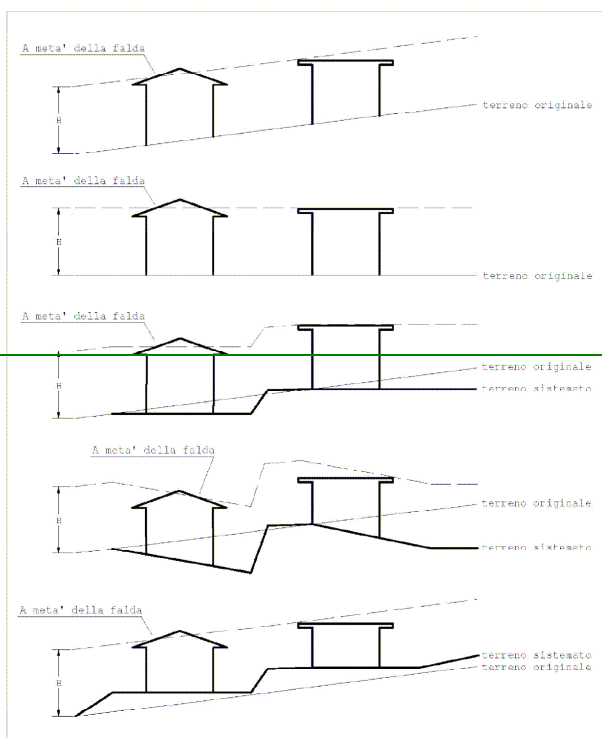 A meta' della falda
H
terreno originale
A meta' della falda
H
terreno originale
A meta' della falda
H
terreno originale
terreno sistemato
A meta' della falda
H
terreno originale
terreno sistemato
A meta' della falda
H
terreno sistemato
terreno originale